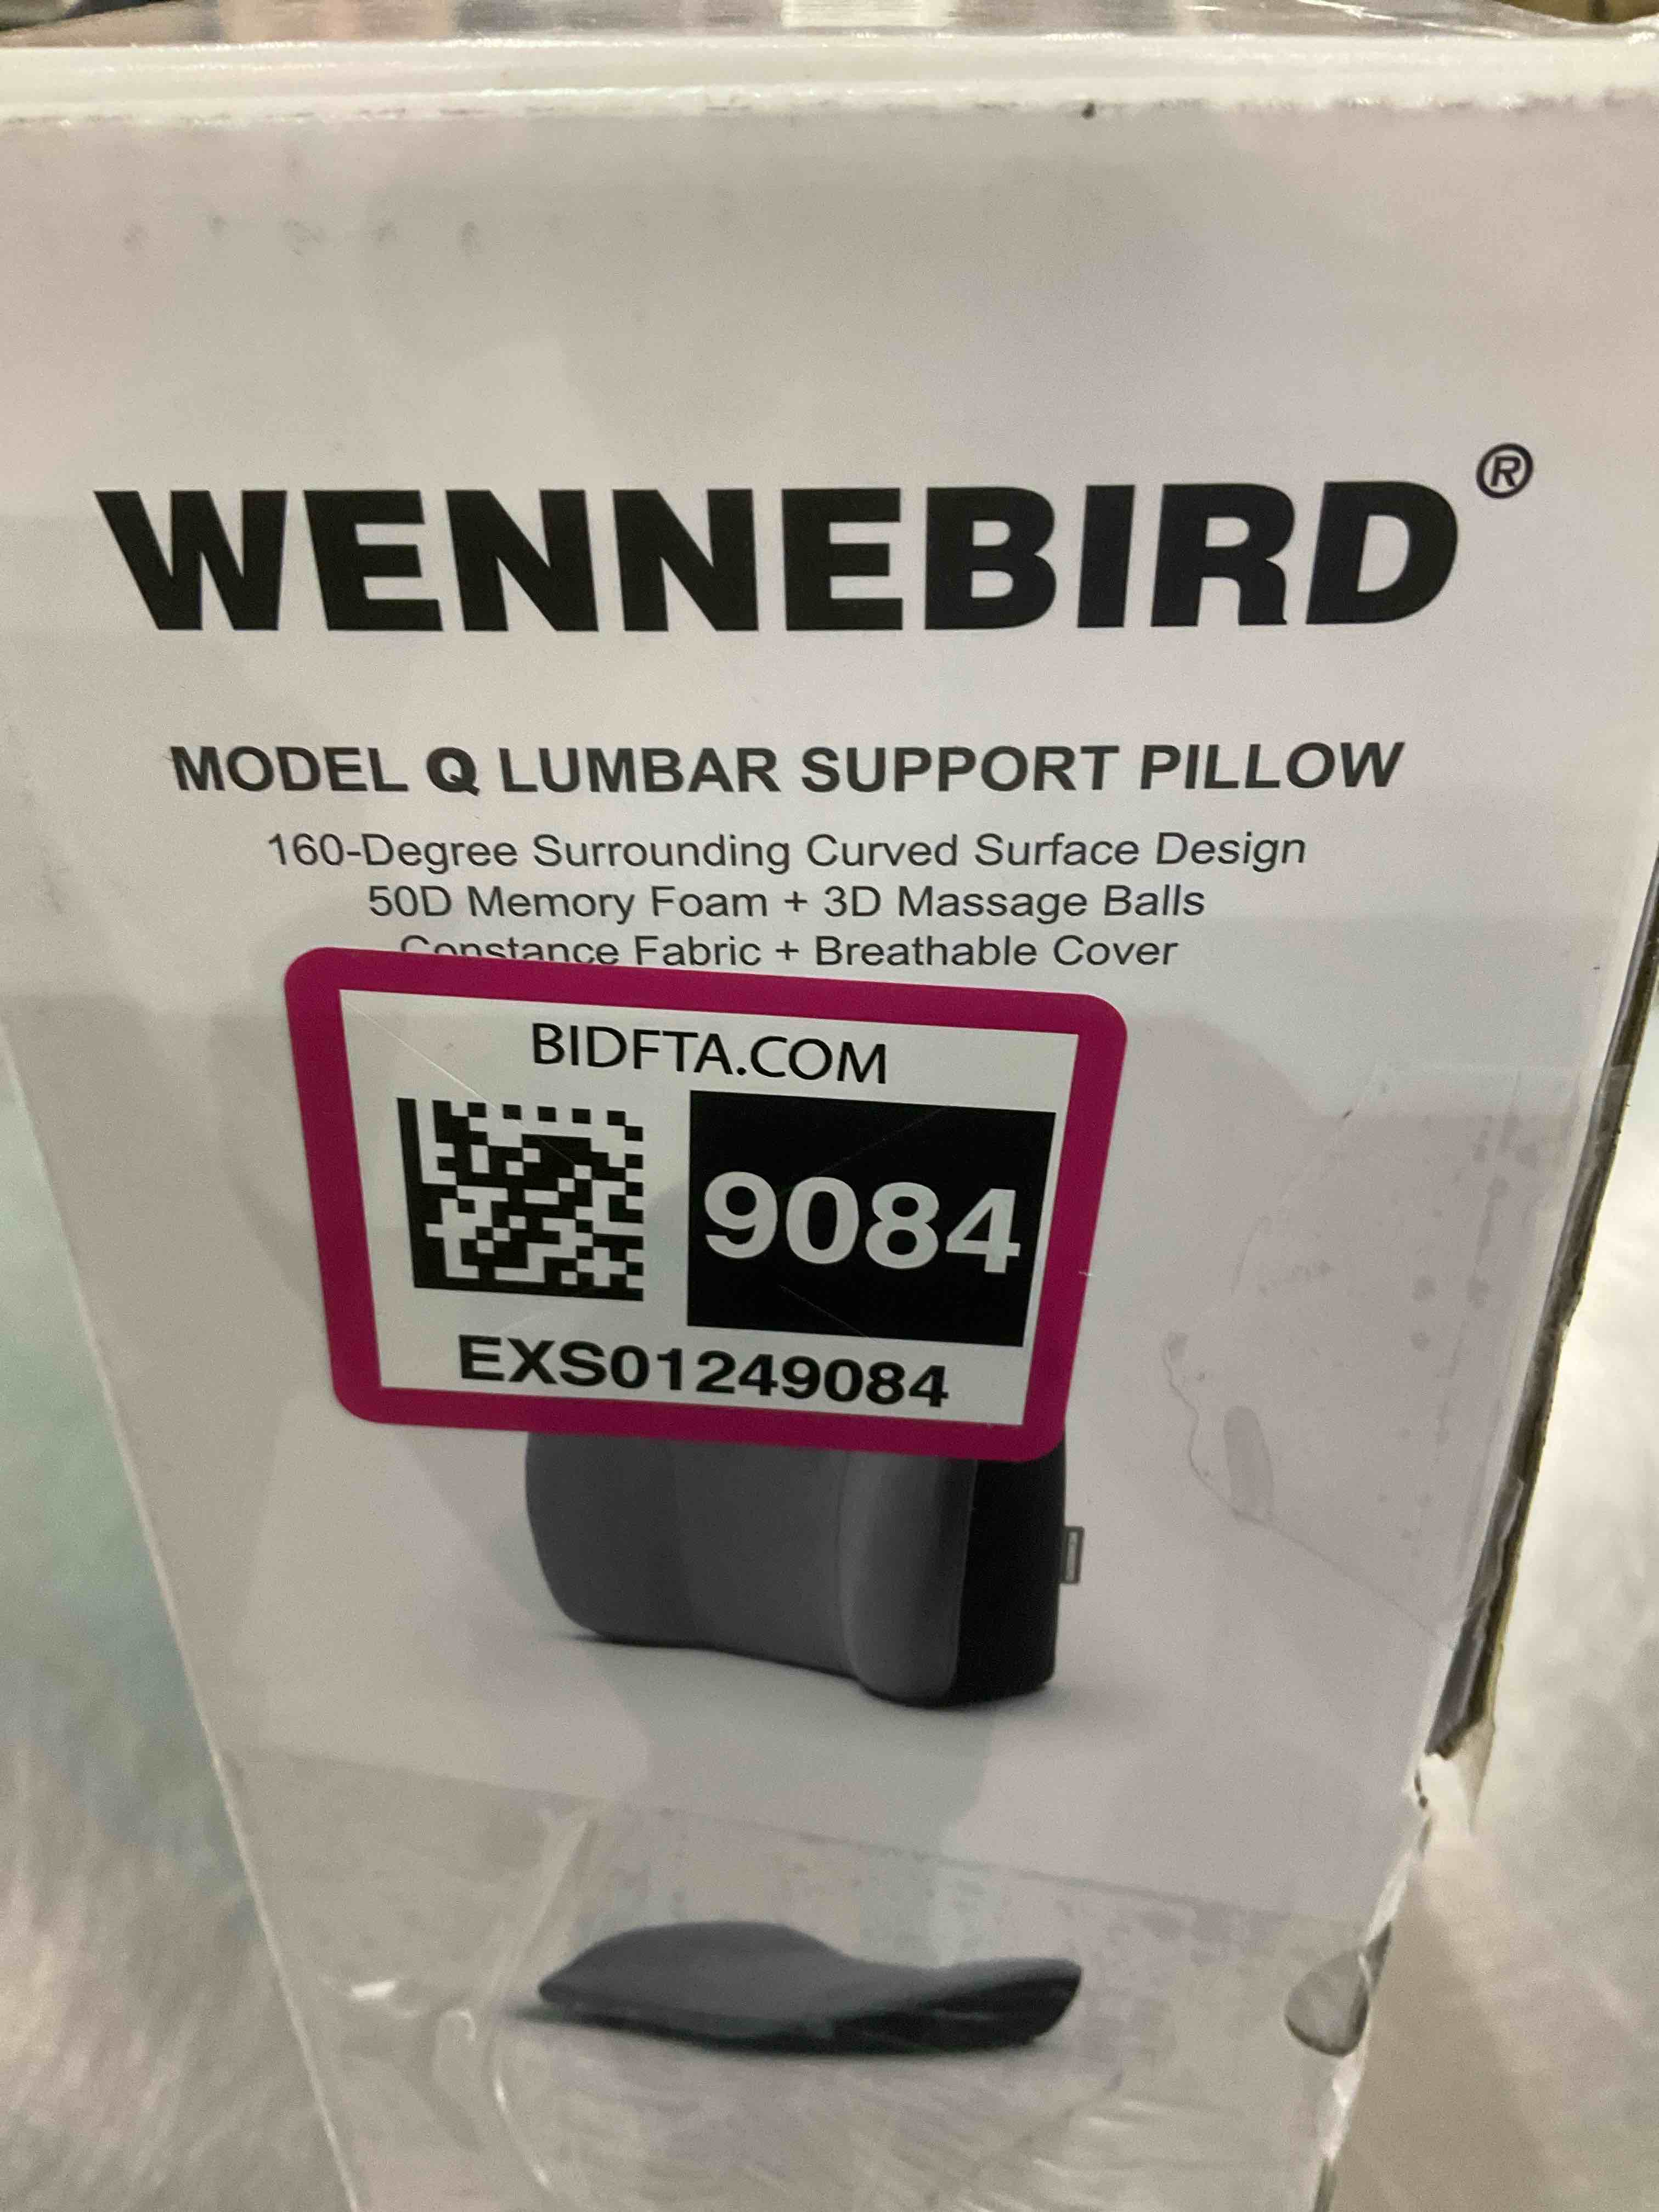 WENNEBIRD®
MODEL Q LUMBAR SUPPORT PILLOW
160-Degree Surrounding Curved Surface Design
50D Memory Foam + 3D Massage Balls
Constance Fabric + Breathable Cover
BIDFTA.COM
9084
EXS01249084